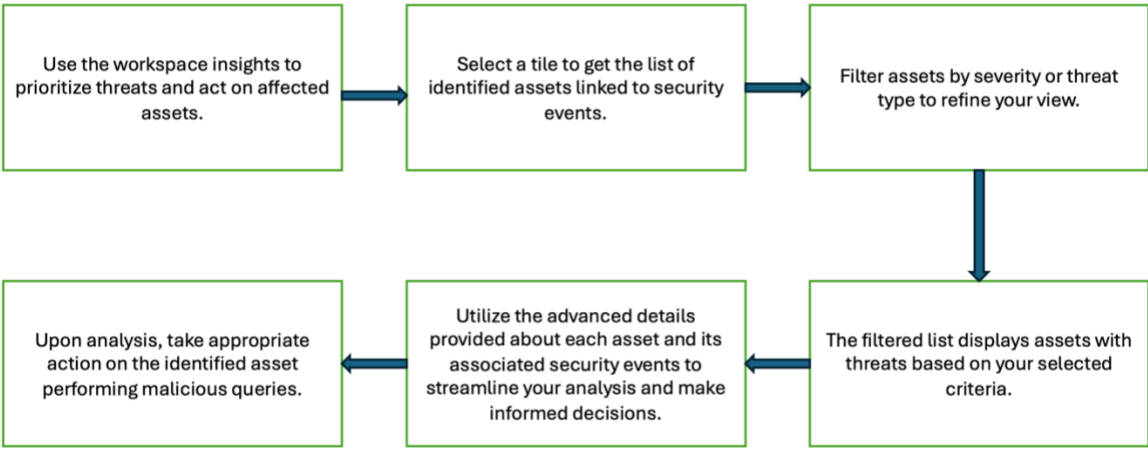 Use the workspace insights to
prioritize threats and act on affected
assets.
Select a tile to get the list of
identified assets linked to security
events.
Filter assets by severity or threat
type to refine your view.
The filtered list displays assets with
threats based on your selected
criteria.
Utilize the advanced details
provided about each asset and its
associated security events to
streamline your analysis and make
informed decisions.
Upon analysis, take appropriate
action on the identified asset
performing malicious queries.